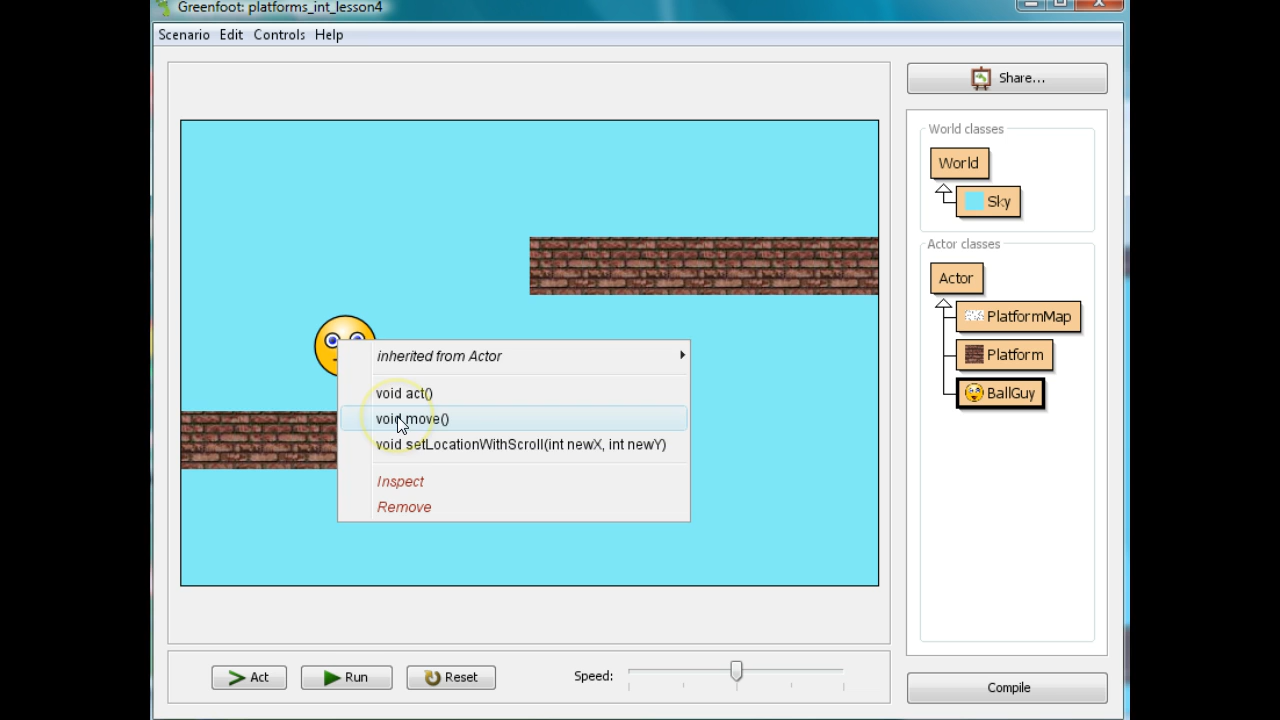 Greenfoot: platforms_int_lesson4
Scenario Edit Controls Help
Share...
World classes
World
Sky
Actor classes
Actor
PlatformMap
Platform
BallGuy
inherited from Actor
void act()
void move()
void setLocationWithScroll(int newX, int newY)
Inspect
Remove
Act Run Reset Speed:
Compile